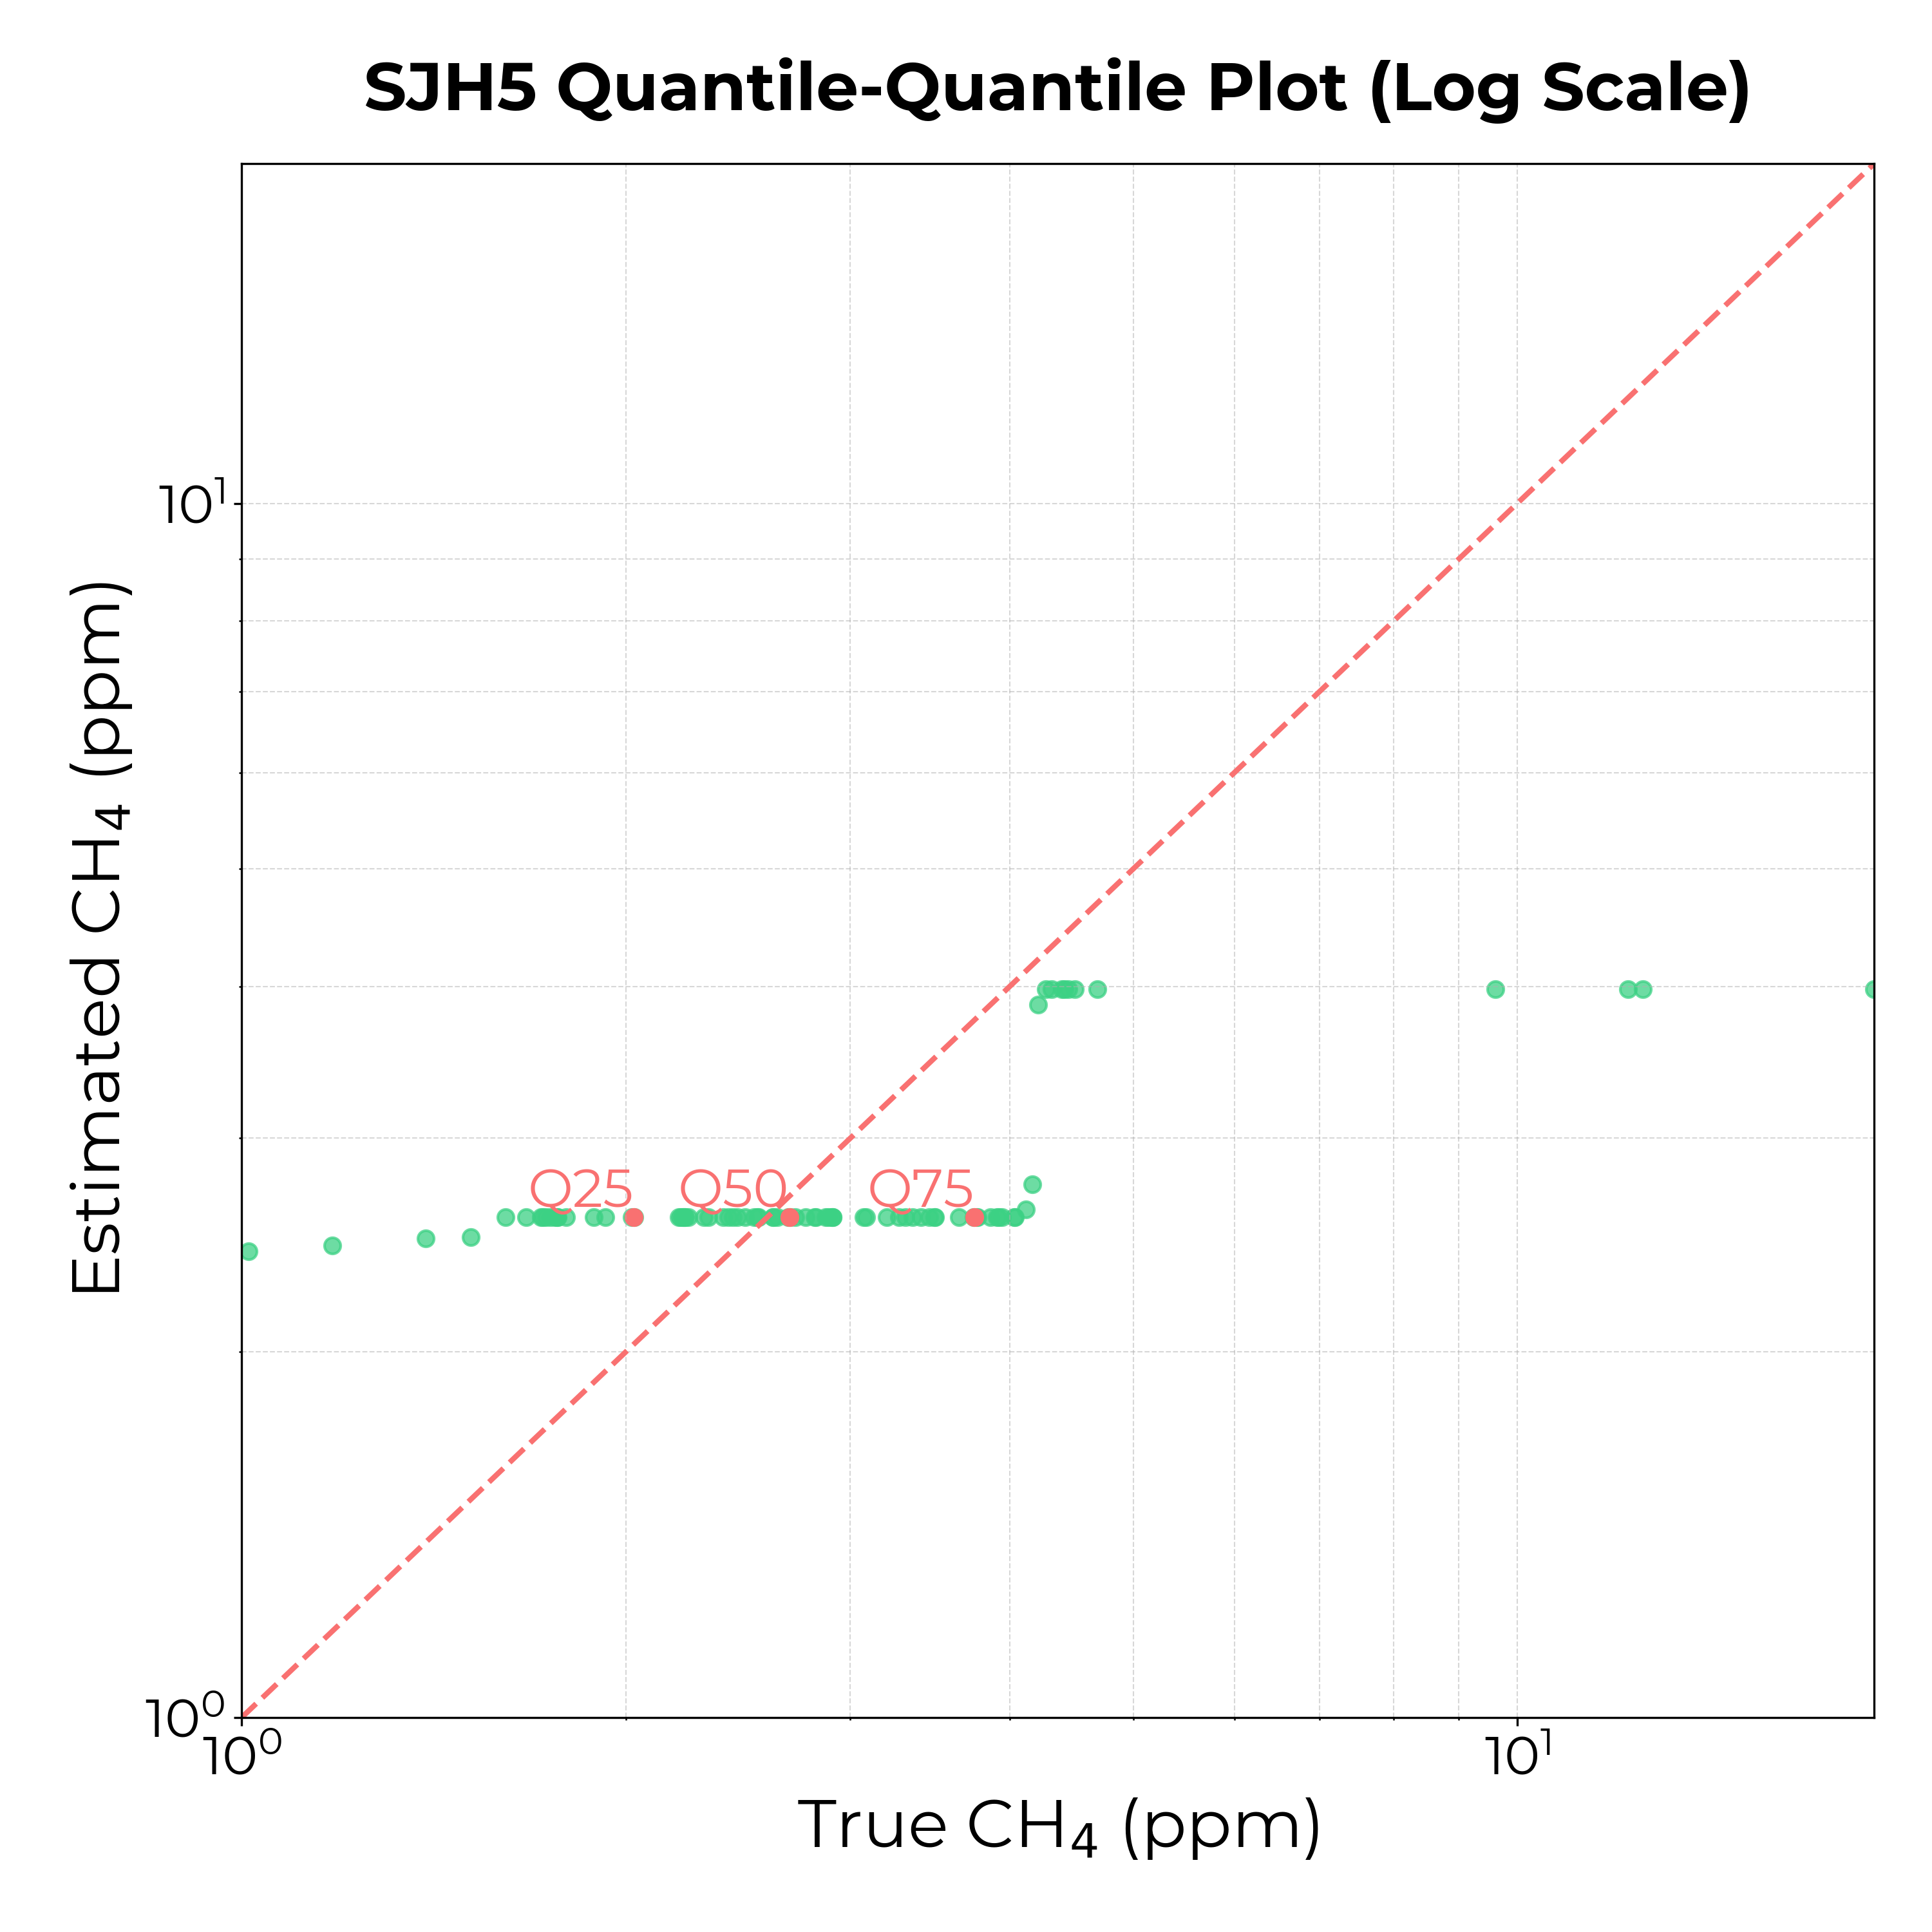 SJH5 Quantile-Quantile Plot (Log Scale)
Estimated CH₄ (ppm)
10¹
10⁰
Q25
Q50
Q75
10⁰
10¹
True CH₄ (ppm)